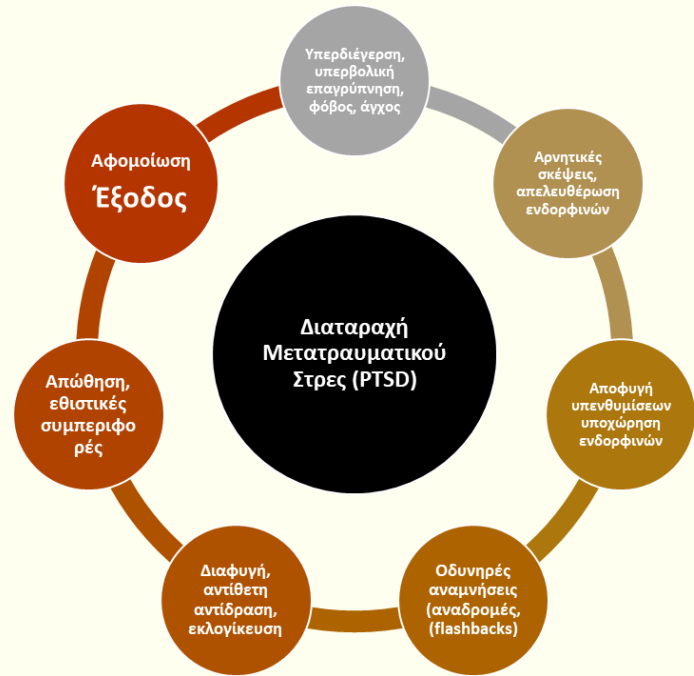 Υπερδιέγερση,
υπερβολική
επαγρύπνηση,
φόβος, άγχος
Αρνητικές
σκέψεις,
απελευθέρωση
ενδορφινών
Αποφυγή
υπενθυμίσεων
υποχώρηση
ενδορφινών
Οδυνηρές
αναμνήσεις
(αναδρομές,
(flashbacks)
Διαφυγή,
αντίθετη
αντίδραση,
εκλογίκευση
Απώθηση,
εθιστικές
συμπεριφο
ρές
Αφομοίωση
Έξοδος
Διαταραχή
Μετατραυματικού
Στρες (PTSD)